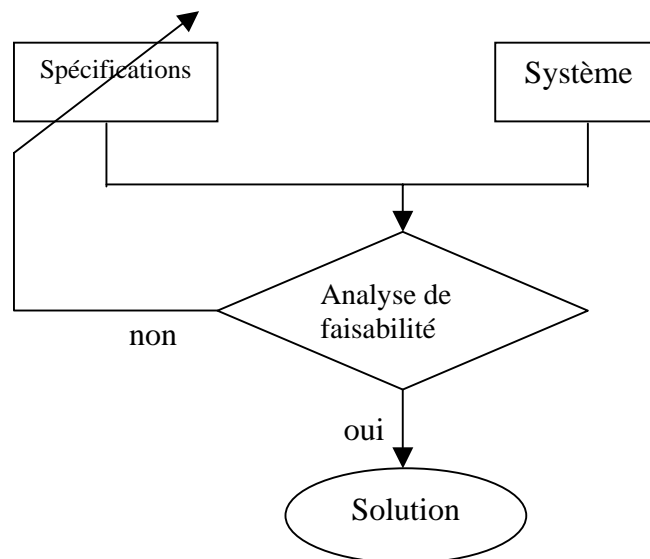 Spécifications
Système
Analyse de
faisabilité
non
oui
Solution